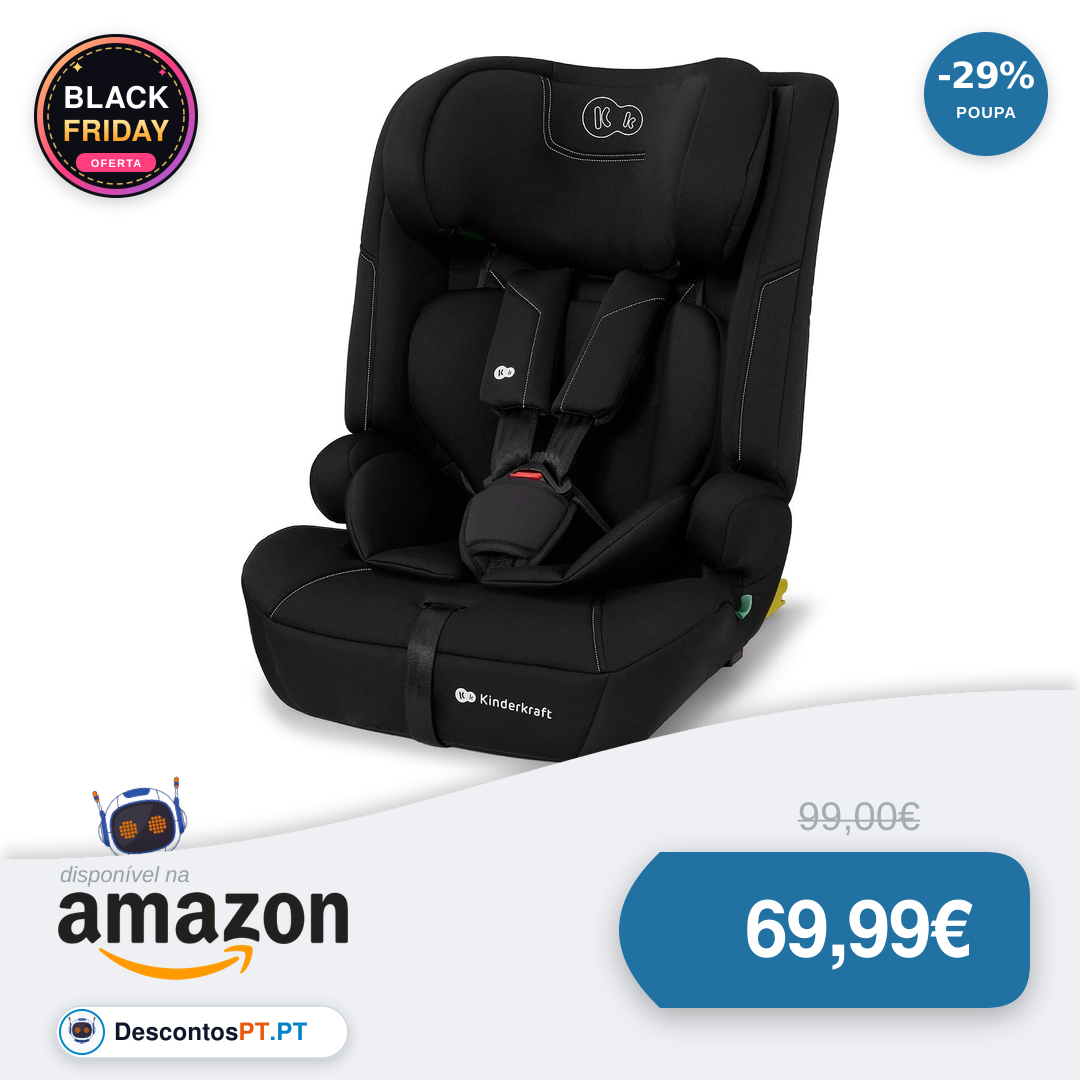 BLACK
FRIDAY
OFERTA
-29%
POUPA
K k
K k
Kinderkraft
99,00€
69,99€
disponível na
amazon
DescontosPT.PT